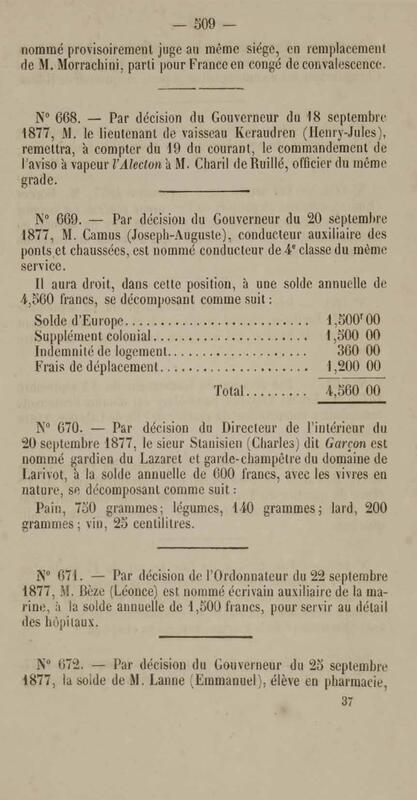 — 509 —
nommé provisoirement juge au même siége, en remplacement
de M. Morrachini, parti pour France en congé de convalescence.
N° 668. — Par décision du Gouverneur du 18 septembre
1877, M. le lieutenant de vaisseau Keraudren (Henry-Jules),
remettra, à compter du 19 du courant, le commandement de
l'aviso à vapeur l'Alecton à M. Charil de Ruillé, officier du même
grade.
N° 669. — Par décision du Gouverneur du 20 septembre
1877, M. Camus (Joseph-Auguste), conducteur auxiliaire des
ponts et chaussées, est nommé conducteur de 4e classe du même
service.
Il aura droit, dans cette position, à une solde annuelle de
4,560 francs, se décomposant comme suit :
Solde d'Europe.......................... 1,500f 00
Supplément colonial..................... 1,500 00
Indemnité de logement................... 360 00
Frais de déplacement.................... 1,200 00
Total......... 4,560 00
N° 670. — Par décision du Directeur de l'intérieur du
20 septembre 1877, le sieur Stanisien (Charles) dit Garçon est
nommé gardien du Lazaret et garde-champêtre du domaine de
Larivot, à la solde annuelle de 600 francs, avec les vivres en
nature, se décomposant comme suit :
Pain, 750 grammes; légumes, 140 grammes; lard, 200
grammes; vin, 25 centilitres.
N° 671. — Par décision de l'Ordonnateur du 22 septembre
1877, M. Bèze (Léonce) est nommé écrivain auxiliaire de la ma-
rine, à la solde annuelle de 1,500 francs, pour servir au détail
des hôpitaux.
N° 672. — Par décision du Gouverneur du 25 septembre
1877, la solde de M. Lanne (Emmanuel), élève en pharmacie,
37